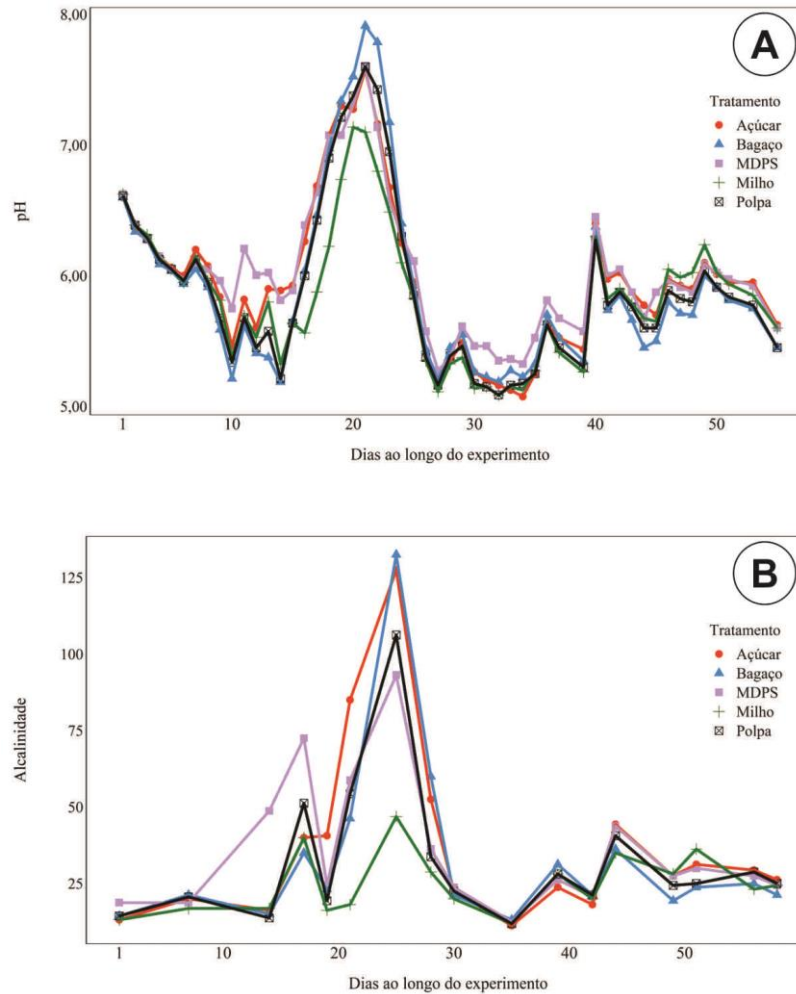 8,00
7,00
6,00
5,00
pH
1
10
20
30
40
50
Dias ao longo do experimento
A
Tratamento
Açúcar
Bagaço
MDPS
Milho
Polpa
125
100
75
50
25
Alcalinidade
1
10
20
30
40
50
Dias ao longo do experimento
B
Tratamento
Açúcar
Bagaço
MDPS
Milho
Polpa